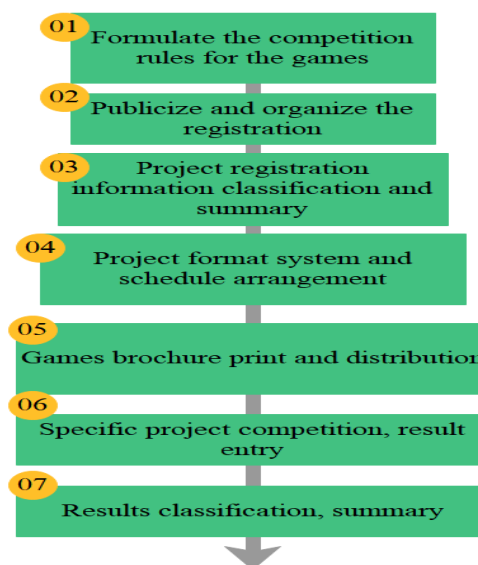 01
Formulate the competition
rules for the games
02
Publicize and organize the
registration
03
Project registration
information classification and
summary
04
Project format system and
schedule arrangement
05
Games brochure print and distribution
06
Specific project competition, result
entry
07
Results classification, summary